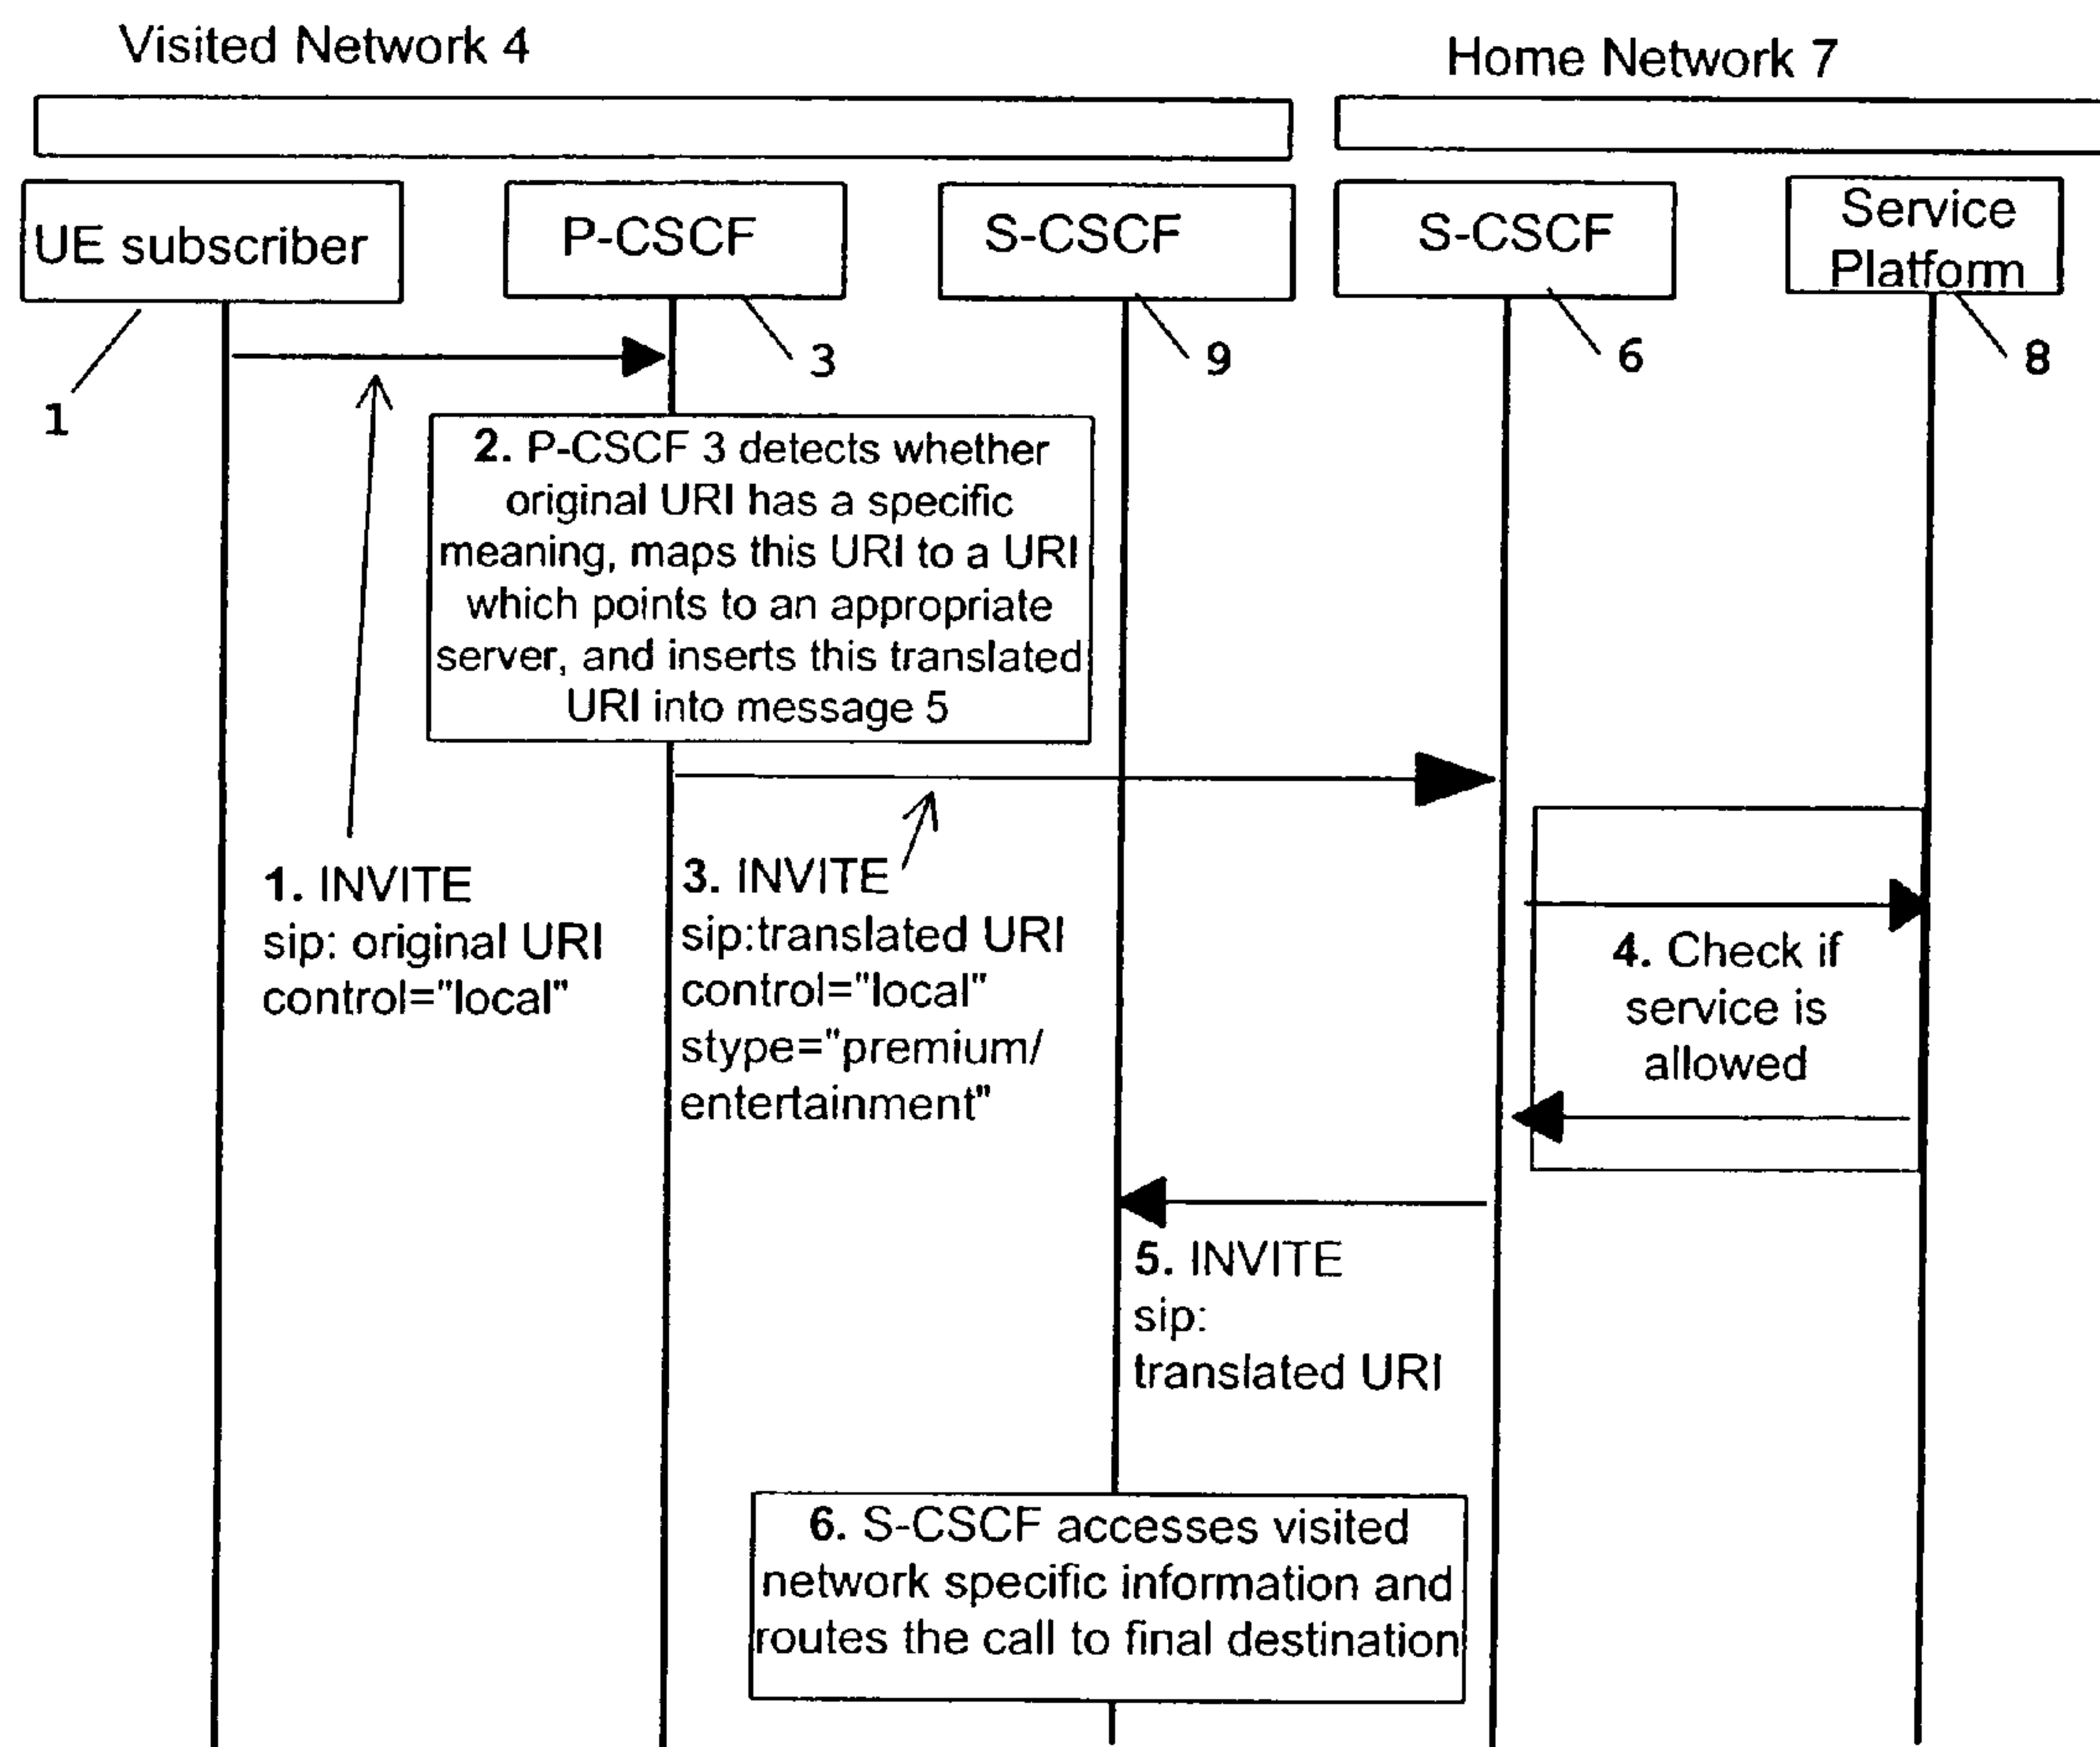 Visited Network 4
Home Network 7
UE subscriber
P-CSCF
S-CSCF
S-CSCF
Service
Platform
1
3
9
6
8
2. P-CSCF 3 detects whether
original URI has a specific
meaning, maps this URI to a URI
which points to an appropriate
server, and inserts this translated
URI into message 5
1. INVITE
sip: original URI
control="local"
3. INVITE
sip:translated URI
control="local"
stype="premium/
entertainment"
4. Check if
service is
allowed
5. INVITE
sip:
translated URI
6. S-CSCF accesses visited
network specific information and
routes the call to final destination